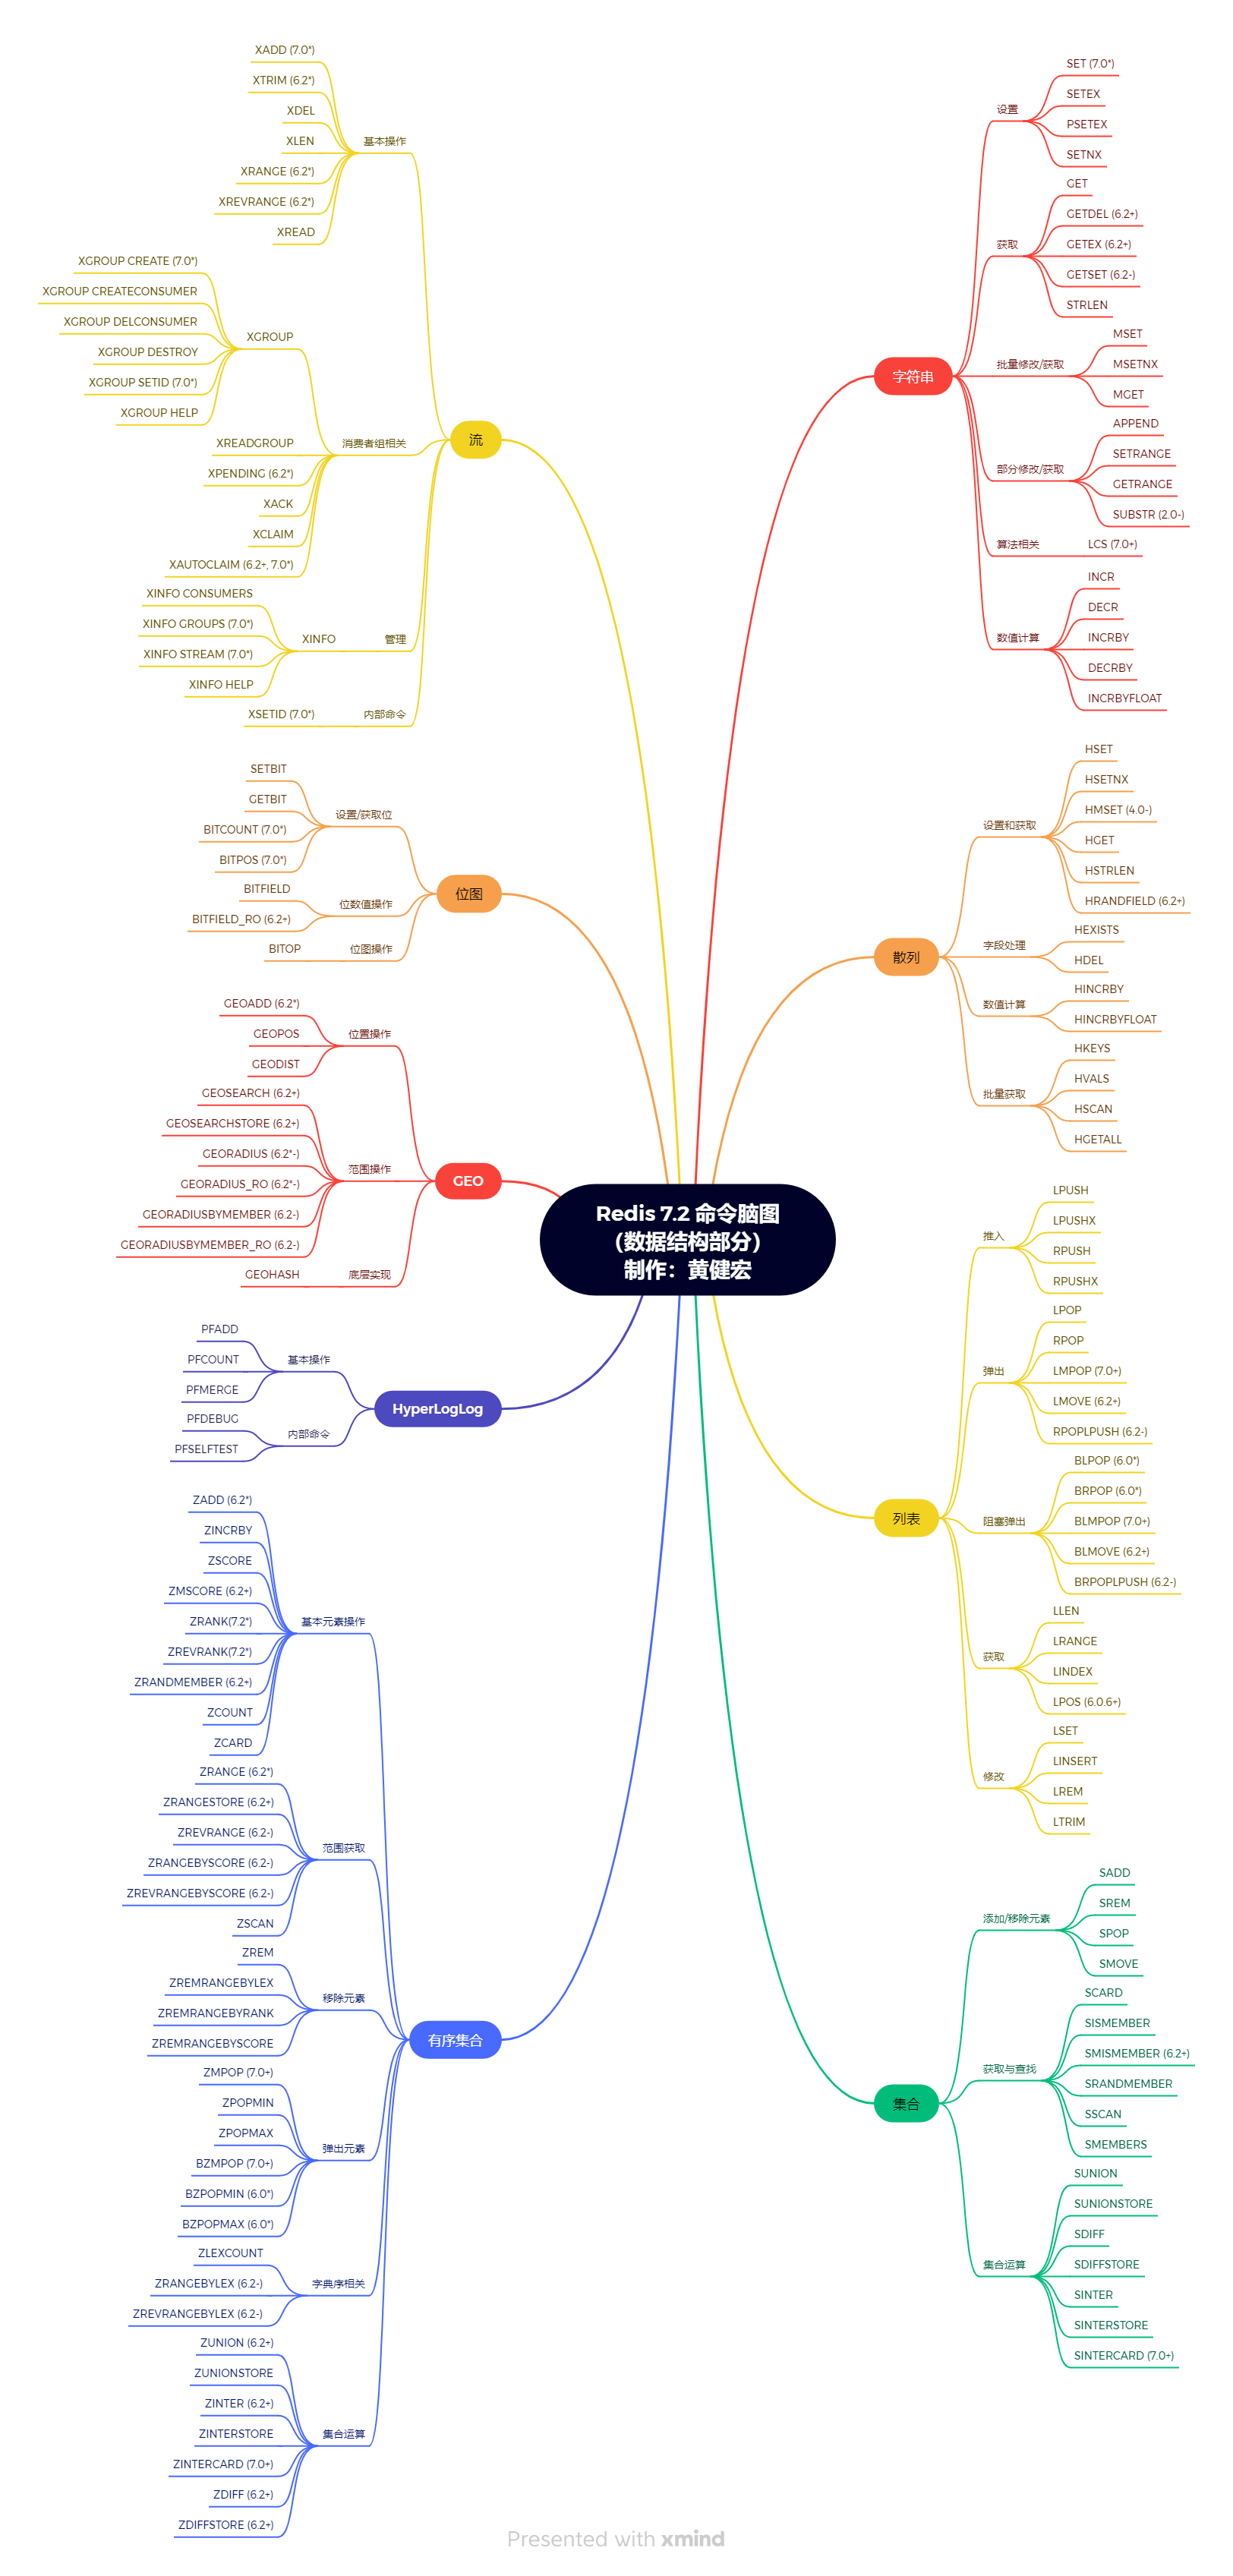 Redis 7.2 命令脑图
（数据结构部分）
制作：黄健宏
字符串
设置
SET (7.0*)
SETEX
PSETEX
SETNX
获取
GET
GETDEL (6.2+)
GETEX (6.2+)
GETSET (6.2-)
STRLEN
批量修改/获取
MSET
MSETNX
MGET
部分修改/获取
APPEND
SETRANGE
GETRANGE
SUBSTR (2.0-)
算法相关
LCS (7.0+)
数值计算
INCR
DECR
INCRBY
DECRBY
INCRBYFLOAT
散列
设置和获取
HSET
HSETNX
HMSET (4.0-)
HGET
HSTRLEN
HRANDFIELD (6.2+)
字段处理
HEXISTS
HDEL
数值计算
HINCRBY
HINCRBYFLOAT
批量获取
HKEYS
HVALS
HSCAN
HGETALL
列表
推入
LPUSH
LPUSHX
RPUSH
RPUSHX
弹出
LPOP
RPOP
LMPOP (7.0+)
LMOVE (6.2+)
RPOPLPUSH (6.2-)
阻塞弹出
BLPOP (6.0*)
BRPOP (6.0*)
BLMPOP (7.0+)
BLMOVE (6.2+)
BRPOPLPUSH (6.2-)
获取
LLEN
LRANGE
LINDEX
LPOS (6.0.6+)
修改
LSET
LINSERT
LREM
LTRIM
集合
添加/移除元素
SADD
SREM
SPOP
SMOVE
获取与查找
SCARD
SISMEMBER
SMISMEMBER (6.2+)
SRANDMEMBER
SSCAN
SMEMBERS
集合运算
SUNION
SUNIONSTORE
SDIFF
SDIFFSTORE
SINTER
SINTERSTORE
SINTERCARD (7.0+)
流
基本操作
XADD (7.0*)
XTRIM (6.2*)
XDEL
XLEN
XRANGE (6.2*)
XREVRANGE (6.2*)
XREAD
消费者组相关
XGROUP
XGROUP CREATE (7.0*)
XGROUP CREATECONSUMER
XGROUP DELCONSUMER
XGROUP DESTROY
XGROUP SETID (7.0*)
XGROUP HELP
XREADGROUP
XPENDING (6.2*)
XACK
XCLAIM
XAUTOCLAIM (6.2+, 7.0*)
管理
XINFO
XINFO CONSUMERS
XINFO GROUPS (7.0*)
XINFO STREAM (7.0*)
XINFO HELP
内部命令
XSETID (7.0*)
位图
设置/获取位
SETBIT
GETBIT
BITCOUNT (7.0*)
BITPOS (7.0*)
位数值操作
BITFIELD
BITFIELD_RO (6.2+)
位图操作
BITOP
GEO
位置操作
GEOADD (6.2*)
GEOPOS
GEODIST
范围操作
GEOSEARCH (6.2+)
GEOSEARCHSTORE (6.2+)
GEORADIUS (6.2*-)
GEORADIUS_RO (6.2*-)
GEORADIUSBYMEMBER (6.2-)
GEORADIUSBYMEMBER_RO (6.2-)
底层实现
GEOHASH
HyperLogLog
基本操作
PFADD
PFCOUNT
PFMERGE
内部命令
PFDEBUG
PFSELFTEST
有序集合
基本元素操作
ZADD (6.2*)
ZINCRBY
ZSCORE
ZMSCORE (6.2+)
ZRANK(7.2*)
ZREVRANK(7.2*)
ZRANDMEMBER (6.2+)
ZCOUNT
ZCARD
范围获取
ZRANGE (6.2*)
ZRANGESTORE (6.2+)
ZREVRANGE (6.2-)
ZRANGEBYSCORE (6.2-)
ZREVRANGEBYSCORE (6.2-)
ZSCAN
移除元素
ZREM
ZREMRANGEBYLEX
ZREMRANGEBYRANK
ZREMRANGEBYSCORE
弹出元素
ZMPOP (7.0+)
ZPOPMIN
ZPOPMAX
BZMPOP (7.0+)
BZPOPMIN (6.0*)
BZPOPMAX (6.0*)
字典序相关
ZLEXCOUNT
ZRANGEBYLEX (6.2-)
ZREVRANGEBYLEX (6.2-)
集合运算
ZUNION (6.2+)
ZUNIONSTORE
ZINTER (6.2+)
ZINTERSTORE
ZINTERCARD (7.0+)
ZDIFF (6.2+)
ZDIFFSTORE (6.2+)
Presented with xmind